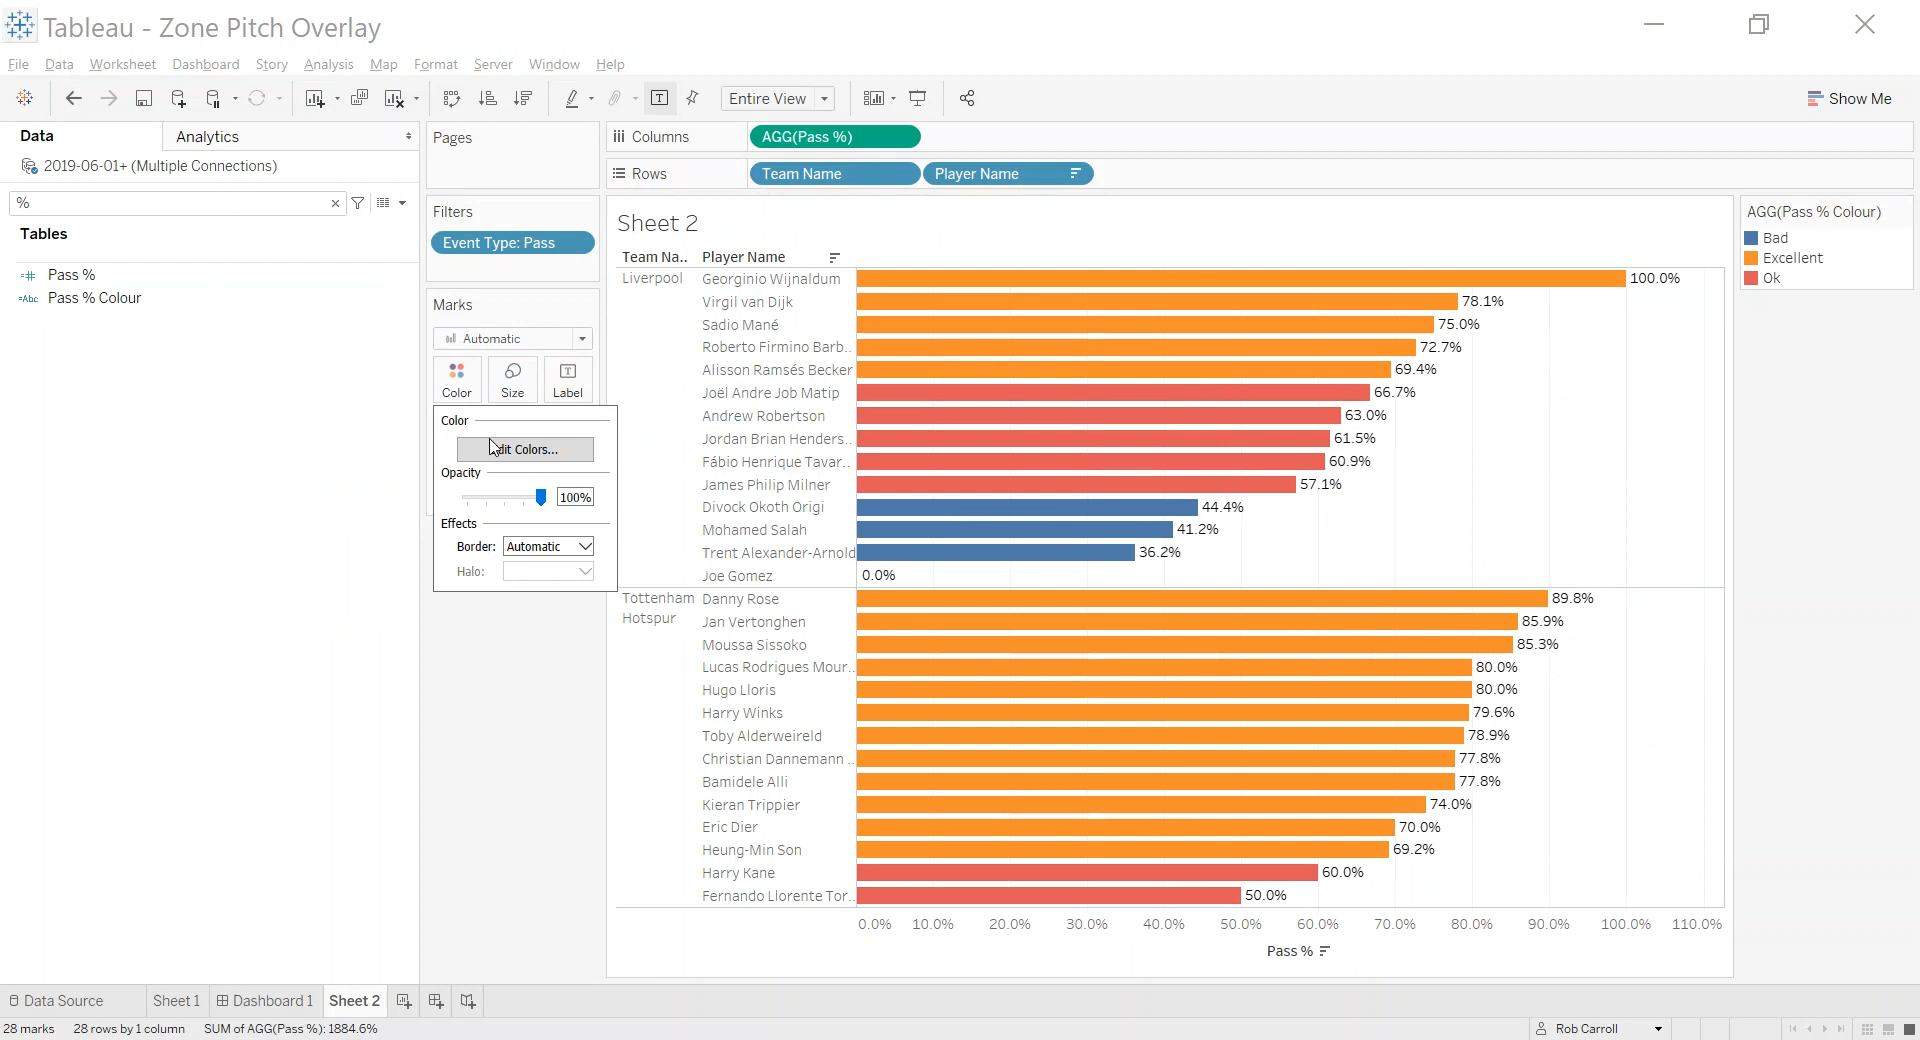 Tableau - Zone Pitch Overlay
File Data Worksheet Dashboard Story Analysis Map Format Server Window Help
Entire View
Show Me
Data
Analytics
2019-06-01+ (Multiple Connections)
%
Tables
Pass %
Abc Pass % Colour
Pages
Filters
Event Type: Pass
Marks
Automatic
Color Size Label
Color
dit Colors...
Opacity
100%
Effects
Border: Automatic
Halo:
Columns AGG(Pass %)
Rows Team Name Player Name
Sheet 2
Team Na.. Player Name
Liverpool Georginio Wijnaldum 100.0%
Virgil van Dijk 78.1%
Sadio Mané 75.0%
Roberto Firmino Barb.. 72.7%
Alisson Ramsés Becker 69.4%
Joël Andre Job Matip 66.7%
Andrew Robertson 63.0%
Jordan Brian Henders.. 61.5%
Fábio Henrique Tavar.. 60.9%
James Philip Milner 57.1%
Divock Okoth Origi 44.4%
Mohamed Salah 41.2%
Trent Alexander-Arnold 36.2%
Joe Gomez 0.0%
Tottenham Hotspur Danny Rose 89.8%
Jan Vertonghen 85.9%
Moussa Sissoko 85.3%
Lucas Rodrigues Mour.. 80.0%
Hugo Lloris 80.0%
Harry Winks 79.6%
Toby Alderweireld 78.9%
Christian Dannemann .. 77.8%
Bamidele Alli 77.8%
Kieran Trippier 74.0%
Eric Dier 70.0%
Heung-Min Son 69.2%
Harry Kane 60.0%
Fernando Llorente Tor.. 50.0%
0.0% 10.0% 20.0% 30.0% 40.0% 50.0% 60.0% 70.0% 80.0% 90.0% 100.0% 110.0%
Pass %
AGG(Pass % Colour)
Bad
Excellent
Ok
Data Source Sheet 1 Dashboard 1 Sheet 2
28 marks 28 rows by 1 column SUM of AGG(Pass %): 1884.6%
Rob Carroll